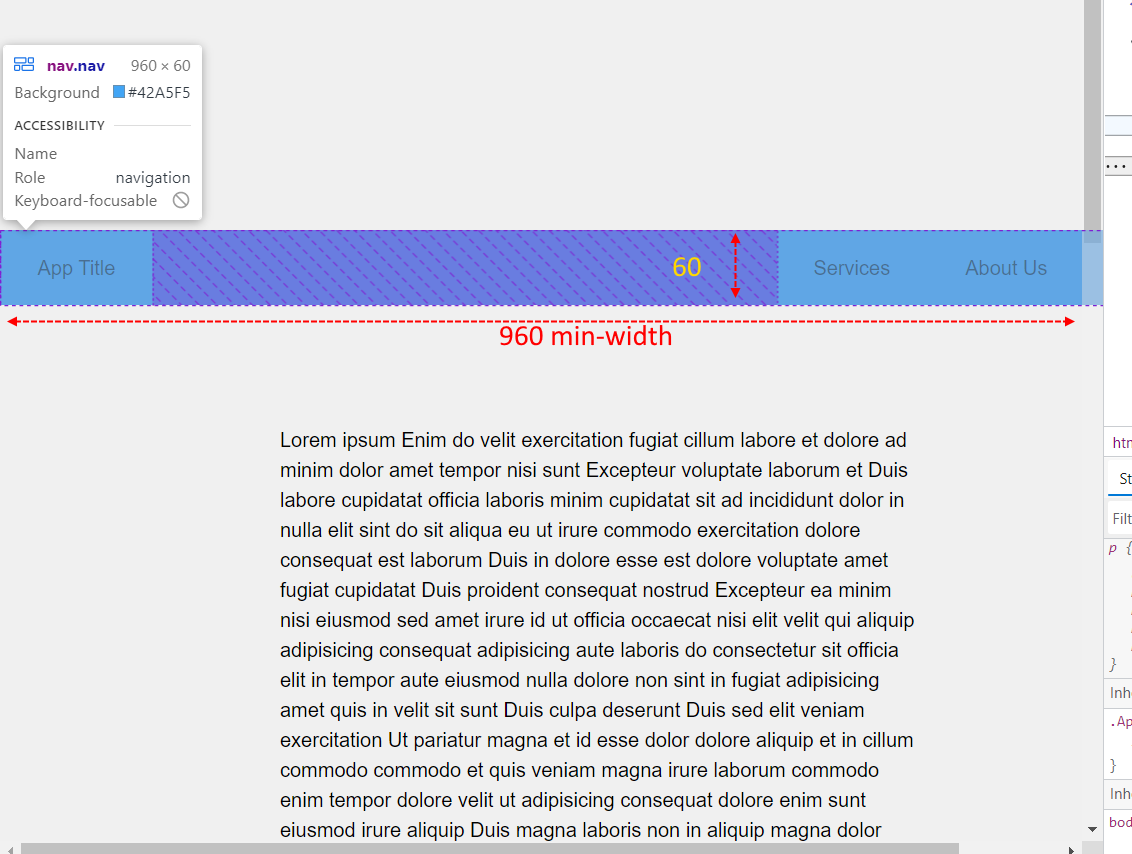 nav.nav 960 × 60
Background #42A5F5
ACCESSIBILITY
Name
Role navigation
Keyboard-focusable
App Title 60 Services About Us
960 min-width
Lorem ipsum Enim do velit exercitation fugiat cillum labore et dolore ad
minim dolor amet tempor nisi sunt Excepteur voluptate laborum et Duis
labore cupidatat officia laboris minim cupidatat sit ad incididunt dolor in
nulla elit sint do sit aliqua eu ut irure commodo exercitation dolore
consequat est laborum Duis in dolore esse est dolore voluptate amet
fugiat cupidatat Duis proident consequat nostrud Excepteur ea minim
nisi eiusmod sed amet irure id ut officia occaecat nisi elit velit qui aliquip
adipisicing consequat adipisicing aute laboris do consectetur sit officia
elit in tempor aute eiusmod nulla dolore non sint in fugiat adipisicing
amet quis in velit sit sunt Duis culpa deserunt Duis sed elit veniam
exercitation Ut pariatur magna et id esse dolor dolore aliquip et in cillum
commodo commodo et quis veniam magna irure laborum commodo
enim tempor dolore velit ut adipisicing consequat dolore enim sunt
eiusmod irure aliquip Duis magna laboris non in aliquip magna dolor
...
p {
}
}